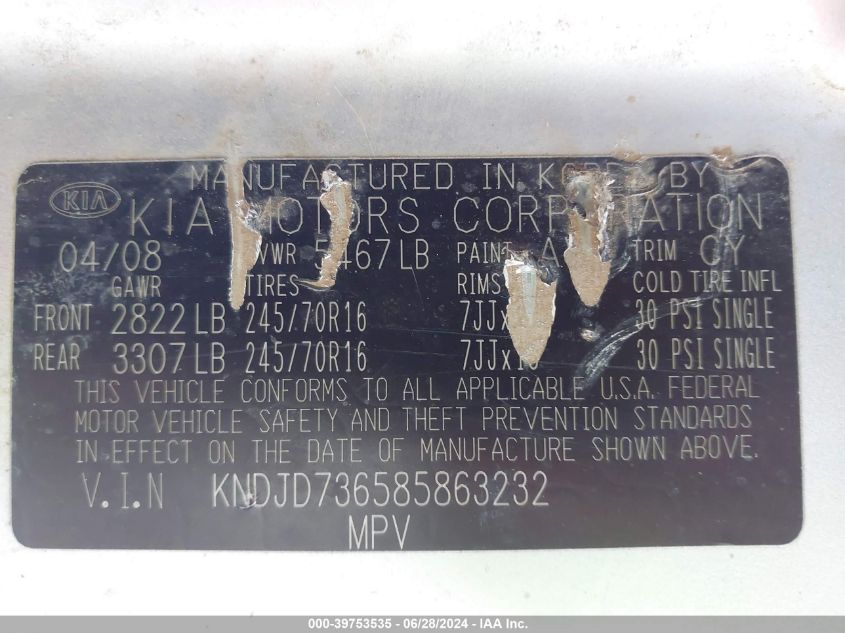 MANUFACTURED IN KOREA BY
KIA
KIA MOTORS CORPORATION
04/08 GVWR 5467LB PAINT A TRIM CY
GAWR TIRES RIMS COLD TIRE INFL
FRONT 2822LB 245/70R16 7JJx 30 PSI SINGLE
REAR 3307LB 245/70R16 7JJx16 30 PSI SINGLE
THIS VEHICLE CONFORMS TO ALL APPLICABLE U.S.A. FEDERAL
MOTOR VEHICLE SAFETY AND THEFT PREVENTION STANDARDS
IN EFFECT ON THE DATE OF MANUFACTURE SHOWN ABOVE.
V.I.N KNDJD736585863232
MPV
000-39753535 - 06/28/2024 - IAA Inc.